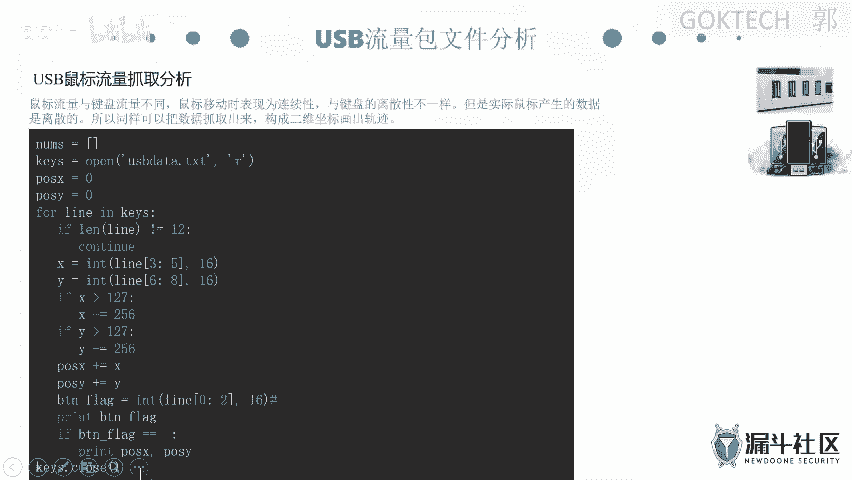 GOKTECH 郭
USB流量包文件分析
USB鼠标流量抓取分析
鼠标流量与键盘流量不同，鼠标移动时表现为连续性，与键盘的离散性不一样。但是实际鼠标产生的数据
是离散的。所以同样可以把数据抓取出来，构成二维坐标画出轨迹。
nums = []
keys = open('usbdata.txt', 'r')
posx = 0
posy = 0
for line in keys:
if len(line) != 12:
continue
x = int(line[3: 5], 16)
y = int(line[6: 8], 16)
if x > 127:
x -= 256
if y > 127:
y -= 256
posx += x
posy += y
btn_flag = int(line[0: 2], 16)#
print btn_flag
if btn_flag == :
print posx, posy
keys.close
漏斗社区
NEWDOONE SECURITY